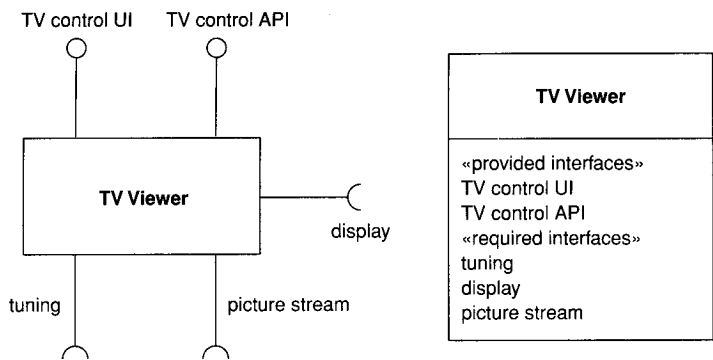 TV control UI
TV control API
TV Viewer
display
tuning
picture stream
TV Viewer
«provided interfaces»
TV control UI
TV control API
«required interfaces»
tuning
display
picture stream